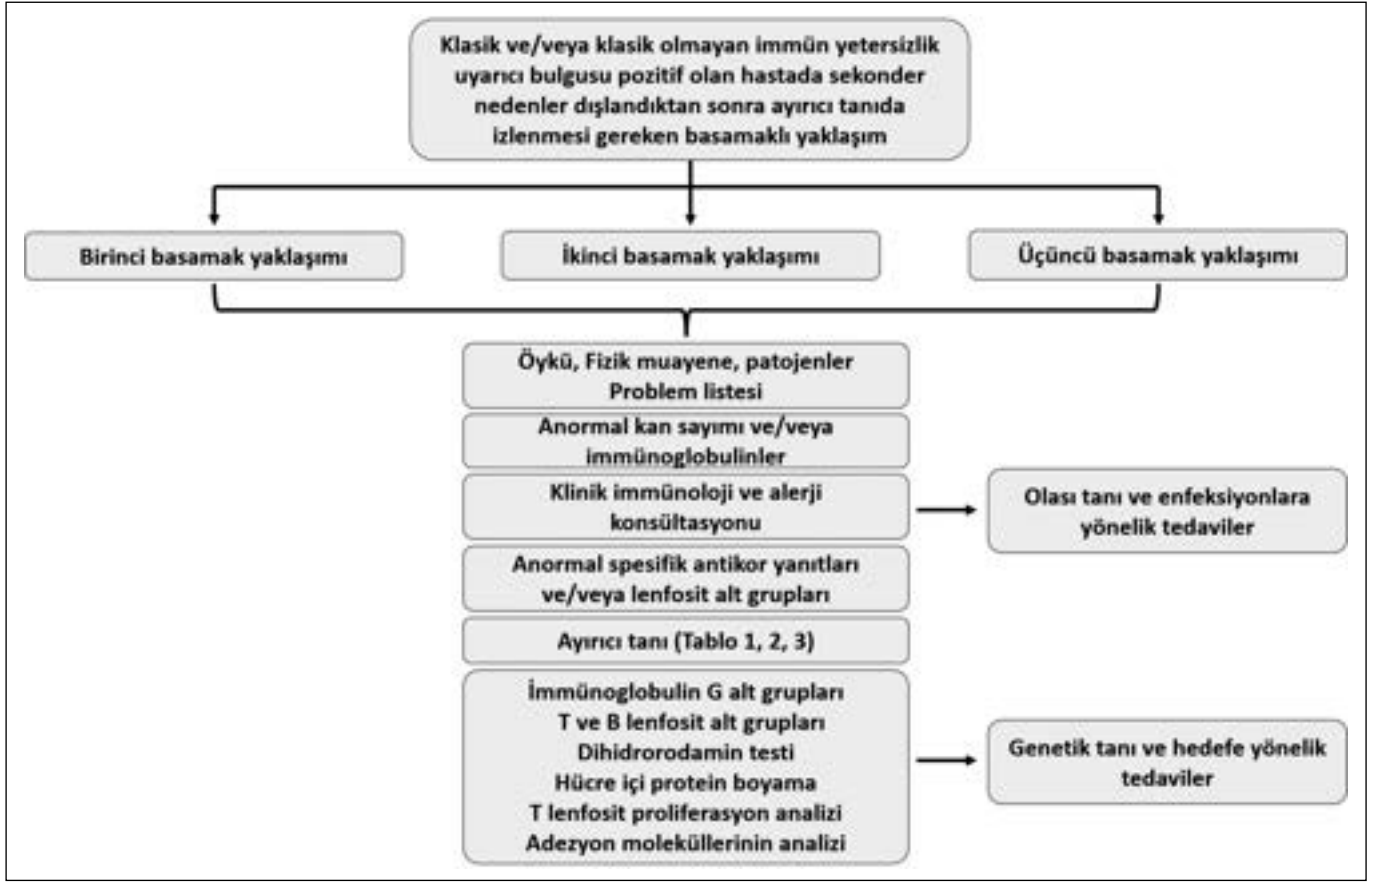 Klasik ve/veya klasik olmayan immün yetersizlik
uyarıcı bulgusu pozitif olan hastada sekonder
nedenler dışlandıktan sonra ayırıcı tanıda
izlenmesi gereken basamaklı yaklaşım
Birinci basamak yaklaşımı
İkinci basamak yaklaşımı
Üçüncü basamak yaklaşımı
Öykü, Fizik muayene, patojenler
Problem listesi
Anormal kan sayımı ve/veya
immünoglobulinler
Klinik immünoloji ve alerji
konsültasyonu
Olası tanı ve enfeksiyonlara
yönelik tedaviler
Anormal spesifik antikor yanıtları
ve/veya lenfosit alt grupları
Ayırıcı tanı (Tablo 1, 2, 3)
İmmünoglobulin G alt grupları
T ve B lenfosit alt grupları
Dihidrorodamin testi
Hücre içi protein boyama
T lenfosit proliferasyon analizi
Adezyon moleküllerinin analizi
Genetik tanı ve hedefe yönelik
tedaviler